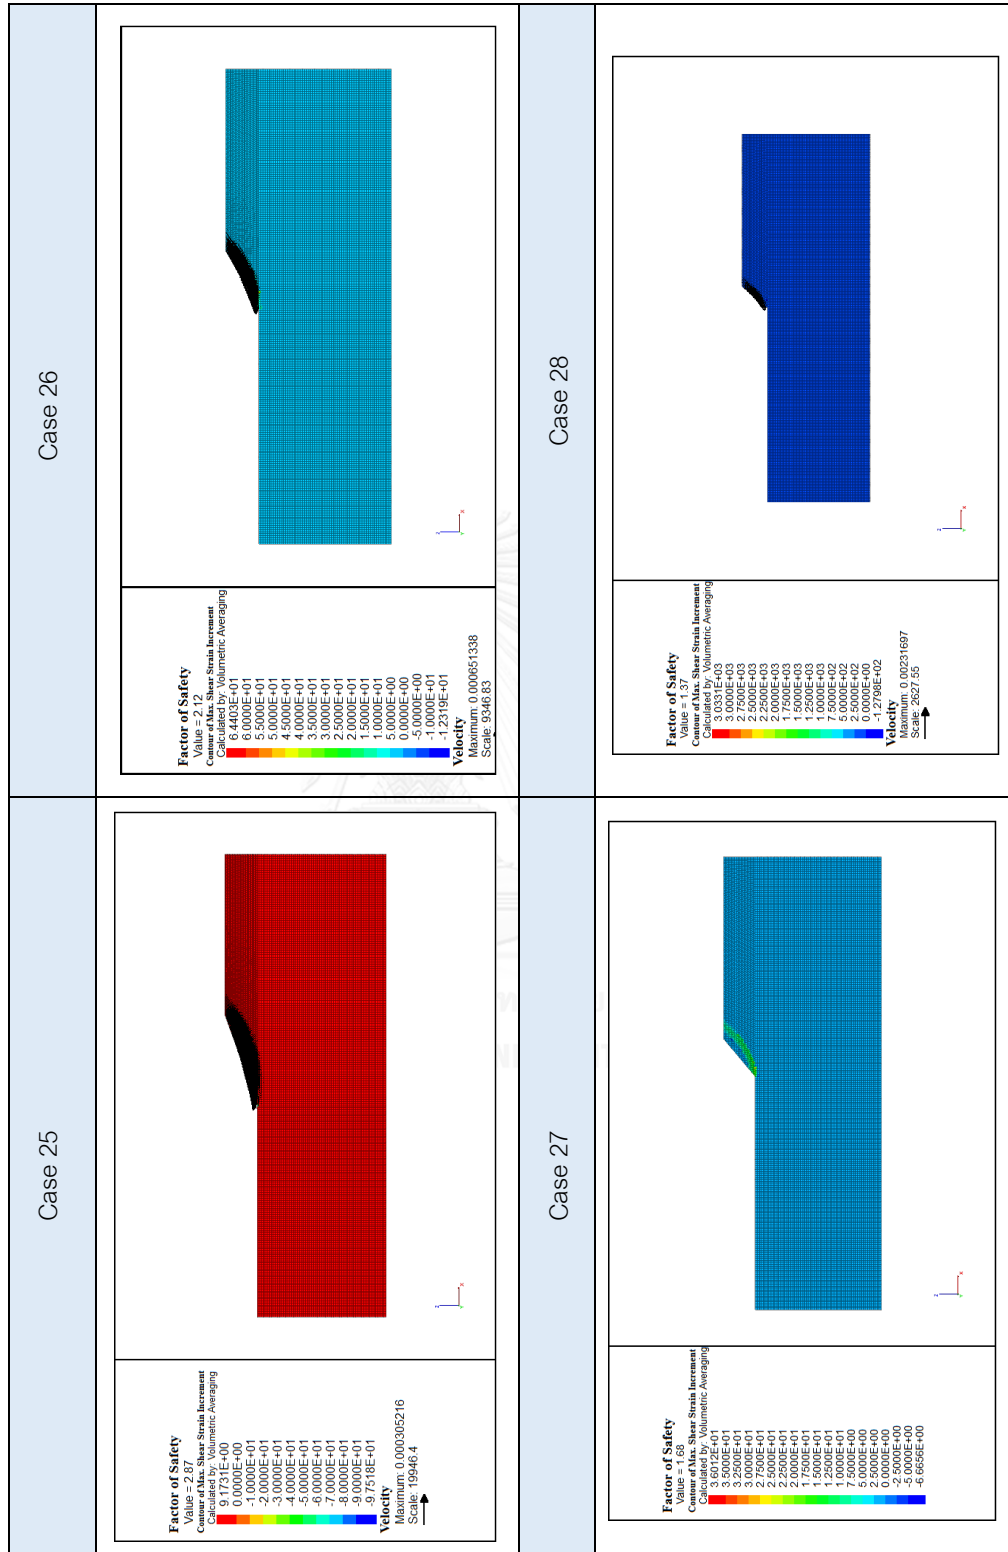 Case 25
Factor of Safety
Value = 2.87
Contour of Max. Shear Strain Increment
Calculated by: Volumetric Averaging
9.1731E+00
0.0000E+00
-1.0000E+01
-2.0000E+01
-3.0000E+01
-4.0000E+01
-5.0000E+01
-6.0000E+01
-7.0000E+01
-8.0000E+01
-9.0000E+01
-9.7518E+01
Velocity
Maximum: 0.000305216
Scale: 19946.4
Case 26
Factor of Safety
Value = 2.12
Contour of Max. Shear Strain Increment
Calculated by: Volumetric Averaging
6.4403E+01
6.0000E+01
5.5000E+01
5.0000E+01
4.5000E+01
4.0000E+01
3.5000E+01
3.0000E+01
2.5000E+01
2.0000E+01
1.5000E+01
1.0000E+01
5.0000E+00
0.0000E+00
-5.0000E+00
-1.0000E+01
-1.2319E+01
Velocity
Maximum: 0.000651338
Scale: 9346.83
Case 27
Factor of Safety
Value = 1.68
Contour of Max. Shear Strain Increment
Calculated by: Volumetric Averaging
3.6012E+01
3.5000E+01
3.2500E+01
3.0000E+01
2.7500E+01
2.5000E+01
2.2500E+01
2.0000E+01
1.7500E+01
1.5000E+01
1.2500E+01
1.0000E+01
7.5000E+00
5.0000E+00
2.5000E+00
0.0000E+00
-2.5000E+00
-5.0000E+00
-6.6656E+00
Case 28
Factor of Safety
Value = 1.37
Contour of Max. Shear Strain Increment
Calculated by: Volumetric Averaging
3.0331E+03
3.0000E+03
2.7500E+03
2.5000E+03
2.2500E+03
2.0000E+03
1.7500E+03
1.5000E+03
1.2500E+03
1.0000E+03
7.5000E+02
5.0000E+02
2.5000E+02
0.0000E+00
-1.2798E+02
Velocity
Maximum: 0.00231697
Scale: 2627.55